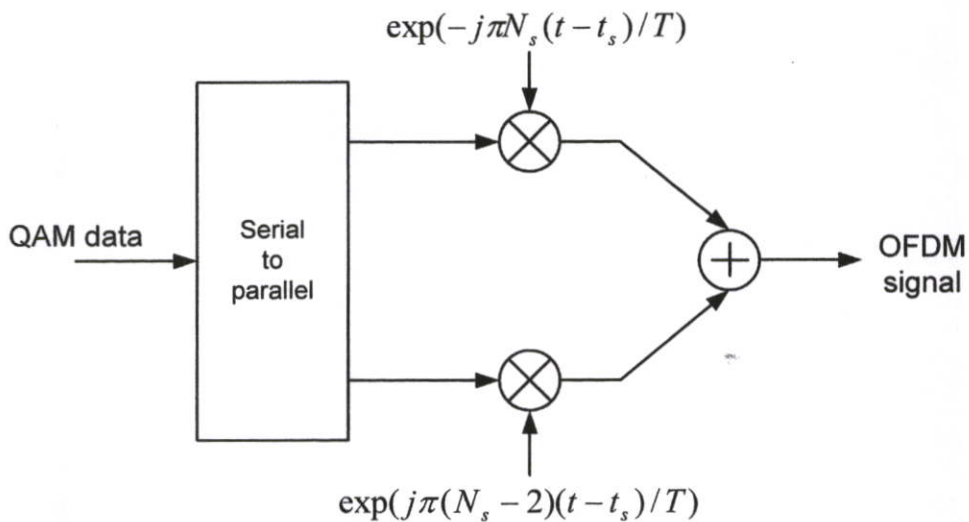 exp(−jπN_s(t−t_s)/T)
QAM data
Serial
to
parallel
OFDM
signal
exp(jπ(N_s−2)(t−t_s)/T)